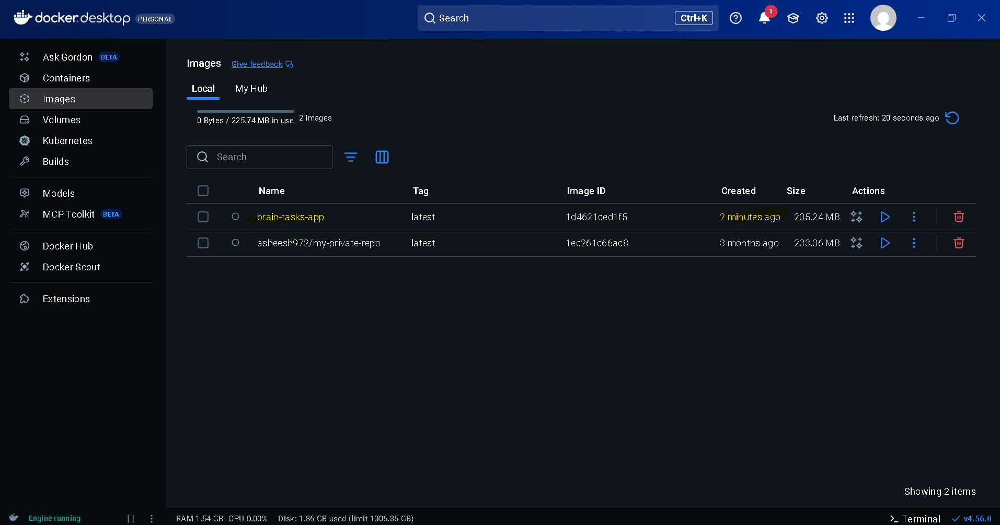 docker.desktop PERSONAL Search Ctrl+K 1
Ask Gordon BETA
Containers
Images
Volumes
Kubernetes
Builds
Models
MCP Toolkit BETA
Docker Hub
Docker Scout
Extensions
Images Give feedback
Local My Hub
0 Bytes / 225.74 MB in use 2 images Last refresh: 20 seconds ago
Search
Name Tag Image ID Created Size Actions
brain-tasks-app latest 1d4621ced1f5 2 minutes ago 205.24 MB
asheesh972/my-private-repo latest 1ec261c66ac8 3 months ago 233.36 MB
Showing 2 items
Engine running RAM 1.54 GB CPU 0.00% Disk: 1.86 GB used (limit 1006.85 GB) Terminal v4.56.0